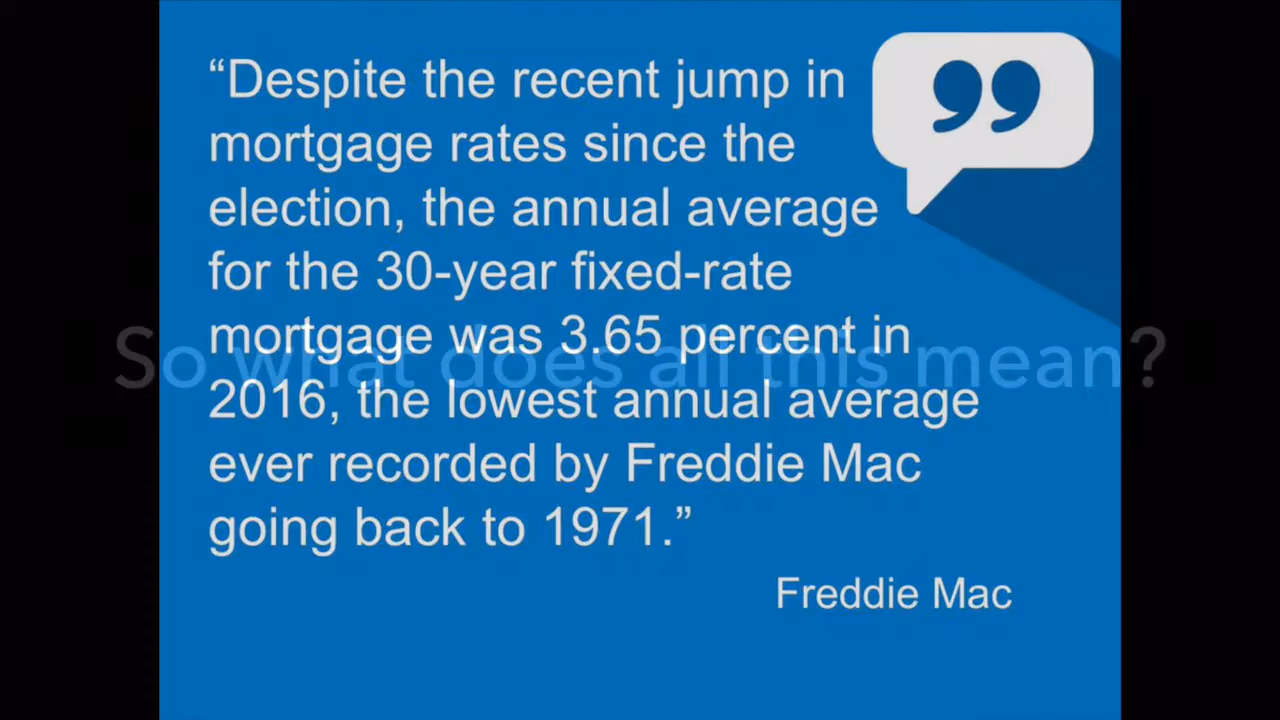 “Despite the recent jump in
mortgage rates since the
election, the annual average
for the 30-year fixed-rate
mortgage was 3.65 percent in
So what does all this mean?
2016, the lowest annual average
ever recorded by Freddie Mac
going back to 1971.”
Freddie Mac